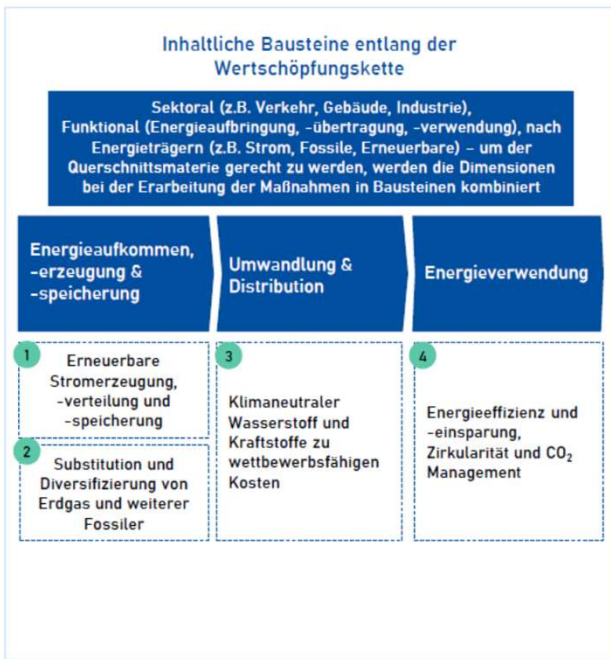 Inhaltliche Bausteine entlang der
Wertschöpfungskette
Sektoral (z.B. Verkehr, Gebäude, Industrie),
Funktional (Energieaufbringung, -übertragung, -verwendung), nach
Energieträgern (z.B. Strom, Fossile, Erneuerbare) – um der
Querschnittsmaterie gerecht zu werden, werden die Dimensionen
bei der Erarbeitung der Maßnahmen in Bausteinen kombiniert
Energieaufkommen,
-erzeugung &
-speicherung
Umwandlung &
Distribution
Energieverwendung
1
Erneuerbare
Stromerzeugung,
-verteilung und
-speicherung
2
Substitution und
Diversifizierung von
Erdgas und weiterer
Fossiler
3
Klimaneutraler
Wasserstoff und
Kraftstoffe zu
wettbewerbsfähigen
Kosten
4
Energieeffizienz und
-einsparung,
Zirkularität und CO₂
Management